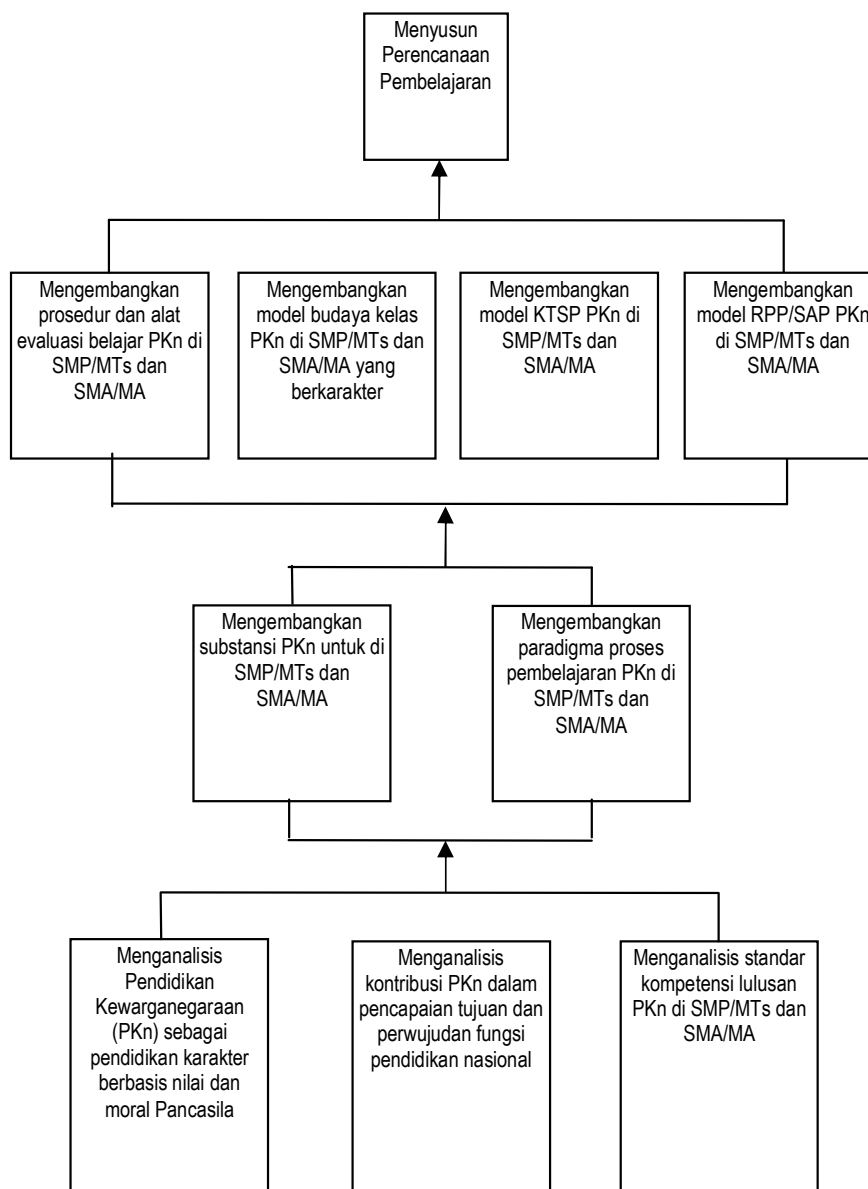 Menyusun
Perencanaan
Pembelajaran
Mengembangkan
prosedur dan alat
evaluasi belajar PKn di
SMP/MTs dan
SMA/MA
Mengembangkan
model budaya kelas
PKn di SMP/MTs dan
SMA/MA yang
berkarakter
Mengembangkan
model KTSP PKn di
SMP/MTs dan
SMA/MA
Mengembangkan
model RPP/SAP PKn
di SMP/MTs dan
SMA/MA
Mengembangkan
substansi PKn untuk di
SMP/MTs dan
SMA/MA
Mengembangkan
paradigma proses
pembelajaran PKn di
SMP/MTs dan
SMA/MA
Menganalisis
Pendidikan
Kewarganegaraan
(PKn) sebagai
pendidikan karakter
berbasis nilai dan
moral Pancasila
Menganalisis
kontribusi PKn dalam
pencapaian tujuan dan
perwujudan fungsi
pendidikan nasional
Menganalisis standar
kompetensi lulusan
PKn di SMP/MTs dan
SMA/MA